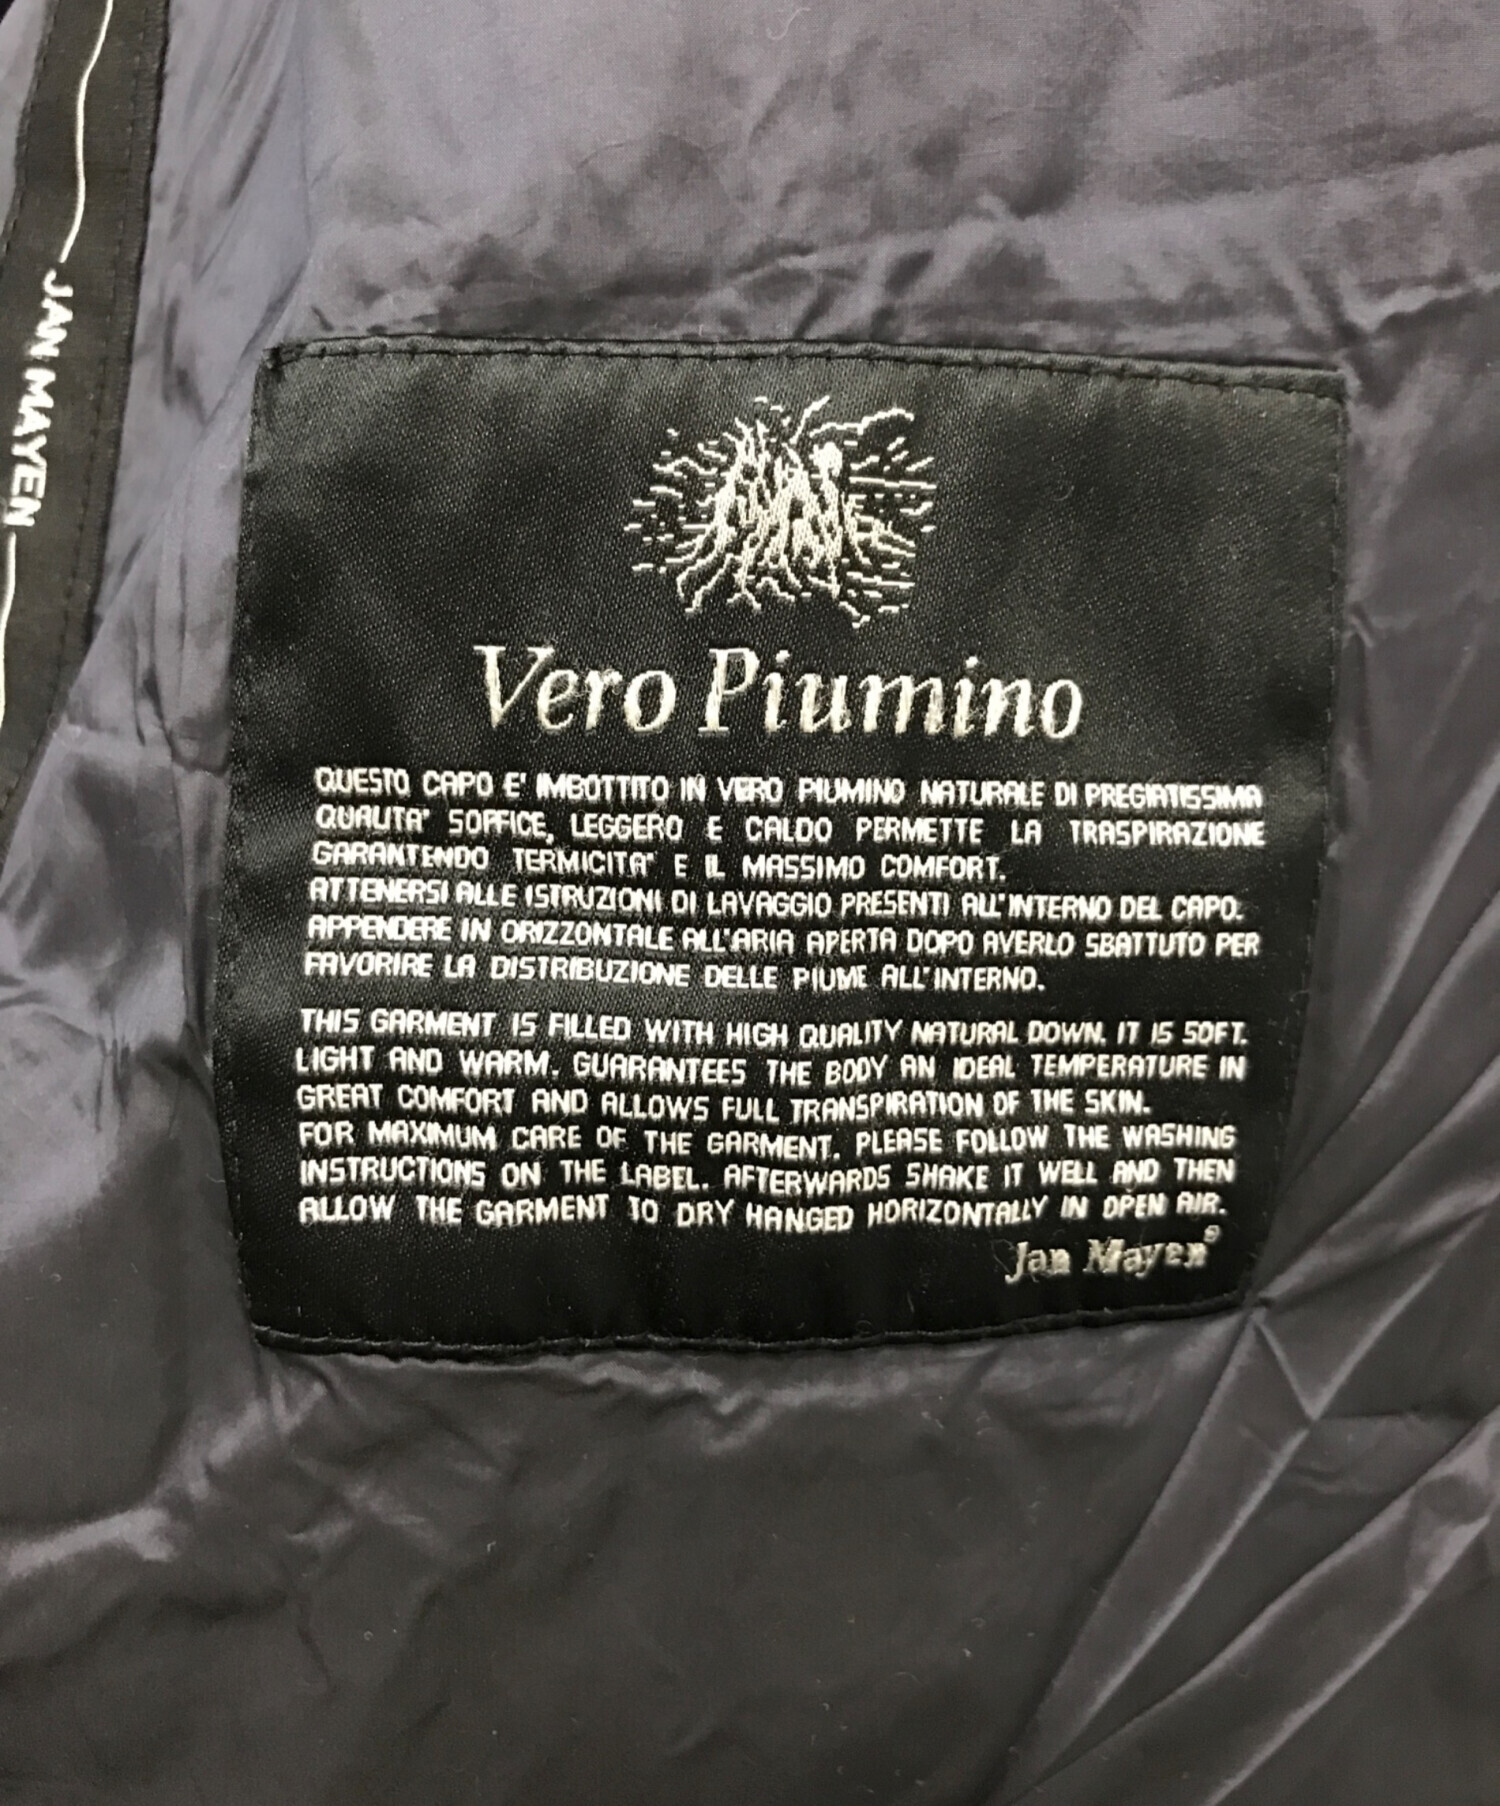 JAN MAYEN
Vero Piumino
QUESTO CAPO E' IMBOTTITO IN VERO PIUMINO NATURALE DI PREGIATISSIMA
QUALITA' SOFFICE, LEGGERO E CALDO PERMETTE LA TRASPIRAZIONE
GARANTENDO TERMICITA' E IL MASSIMO COMFORT.
ATTENERSI ALLE ISTRUZIONI DI LAVAGGIO PRESENTI ALL'INTERNO DEL CAPO.
APPENDERE IN ORIZZONTALE ALL'ARIA APERTA DOPO AVERLO SBATTUTO PER
FAVORIRE LA DISTRIBUZIONE DELLE PIUME ALL'INTERNO.
THIS GARMENT IS FILLED WITH HIGH QUALITY NATURAL DOWN. IT IS SOFT.
LIGHT AND WARM. GUARANTEES THE BODY AN IDEAL TEMPERATURE IN
GREAT COMFORT AND ALLOWS FULL TRANSPIRATION OF THE SKIN.
FOR MAXIMUM CARE OF THE GARMENT. PLEASE FOLLOW THE WASHING
INSTRUCTIONS ON THE LABEL. AFTERWARDS SHAKE IT WELL AND THEN
ALLOW THE GARMENT TO DRY HANGED HORIZONTALLY IN OPEN AIR.
Jan Mayen®